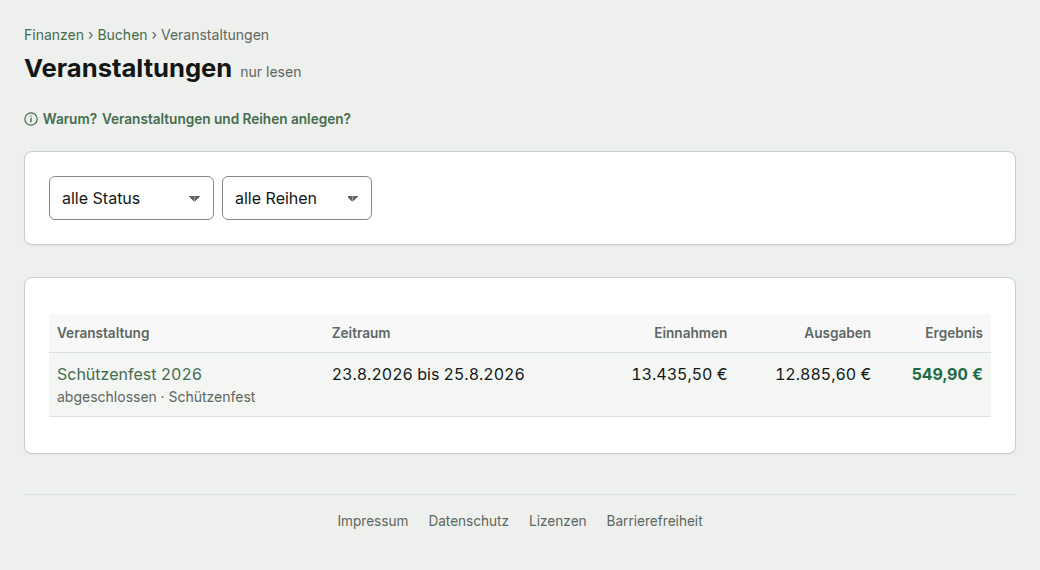 Finanzen › Buchen › Veranstaltungen
Veranstaltungen nur lesen
Warum? Veranstaltungen und Reihen anlegen?
alle Status alle Reihen
Veranstaltung Zeitraum Einnahmen Ausgaben Ergebnis
Schützenfest 2026 23.8.2026 bis 25.8.2026 13.435,50 € 12.885,60 € 549,90 €
abgeschlossen · Schützenfest
Impressum Datenschutz Lizenzen Barrierefreiheit